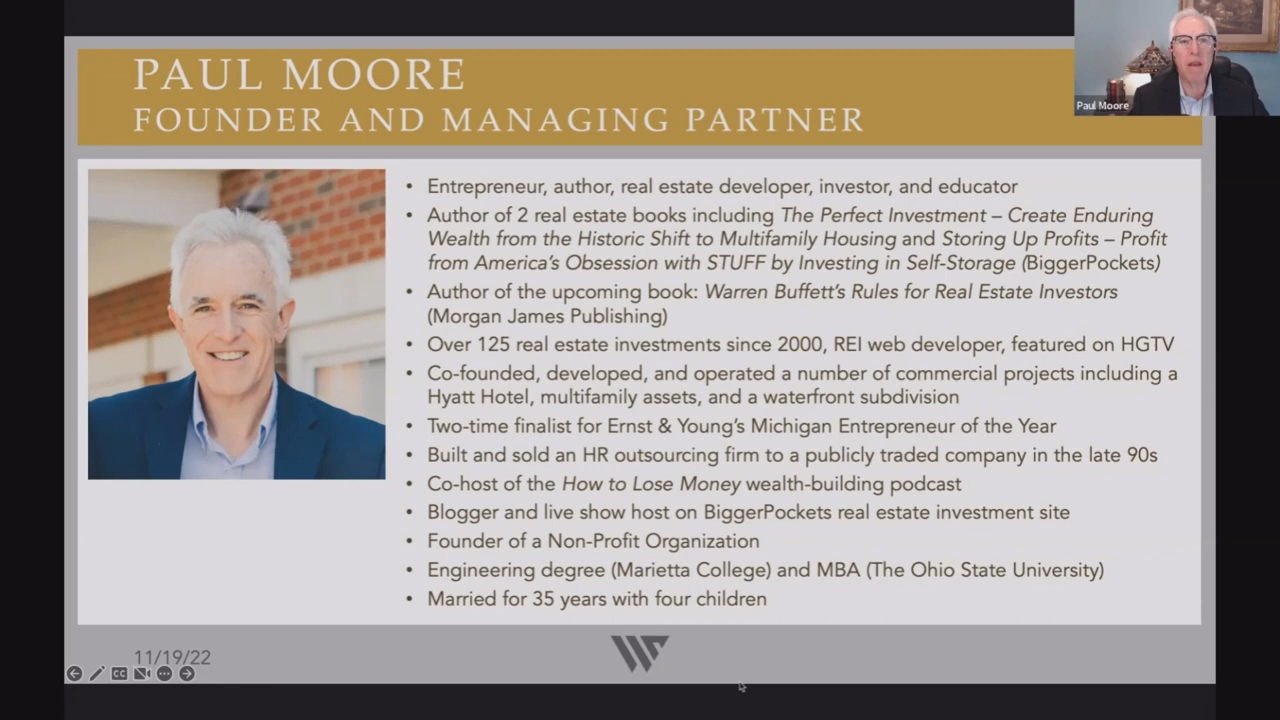 PAUL MOORE
FOUNDER AND MANAGING PARTNER
Paul Moore
• Entrepreneur, author, real estate developer, investor, and educator
• Author of 2 real estate books including The Perfect Investment – Create Enduring
Wealth from the Historic Shift to Multifamily Housing and Storing Up Profits – Profit
from America's Obsession with STUFF by Investing in Self-Storage (BiggerPockets)
• Author of the upcoming book: Warren Buffett's Rules for Real Estate Investors
(Morgan James Publishing)
• Over 125 real estate investments since 2000, REI web developer, featured on HGTV
• Co-founded, developed, and operated a number of commercial projects including a
Hyatt Hotel, multifamily assets, and a waterfront subdivision
• Two-time finalist for Ernst & Young's Michigan Entrepreneur of the Year
• Built and sold an HR outsourcing firm to a publicly traded company in the late 90s
• Co-host of the How to Lose Money wealth-building podcast
• Blogger and live show host on BiggerPockets real estate investment site
• Founder of a Non-Profit Organization
• Engineering degree (Marietta College) and MBA (The Ohio State University)
• Married for 35 years with four children
11/19/22
CC